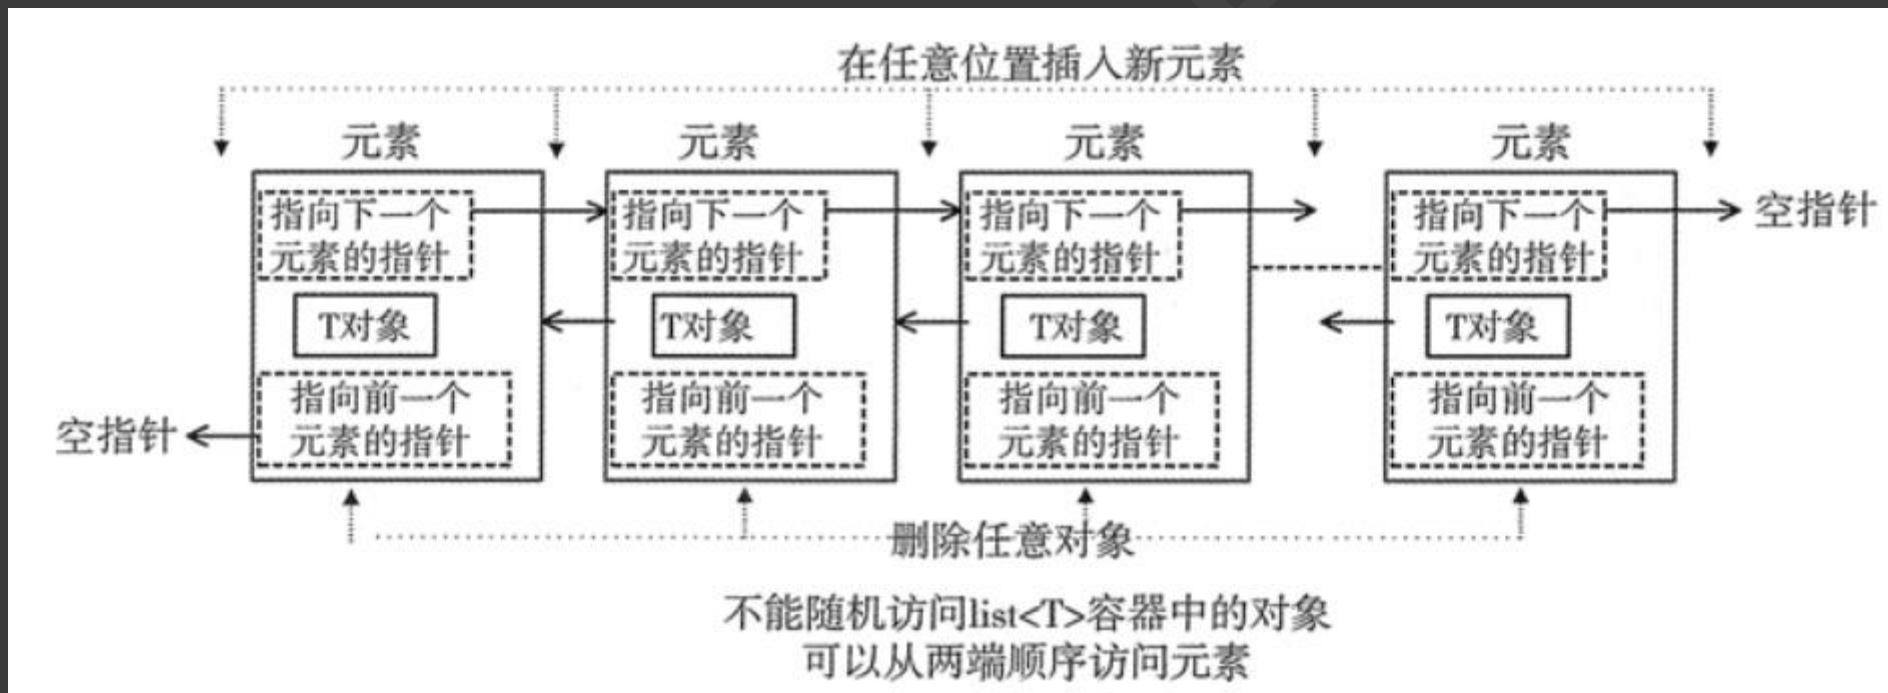 在任意位置插入新元素
元素
元素
元素
元素
指向下一个
元素的指针
指向下一个
元素的指针
指向下一个
元素的指针
指向下一个
元素的指针
空指针
T对象
T对象
T对象
T对象
空指针
指向前一个
元素的指针
指向前一个
元素的指针
指向前一个
元素的指针
指向前一个
元素的指针
删除任意对象
不能随机访问list<T>容器中的对象
可以从两端顺序访问元素